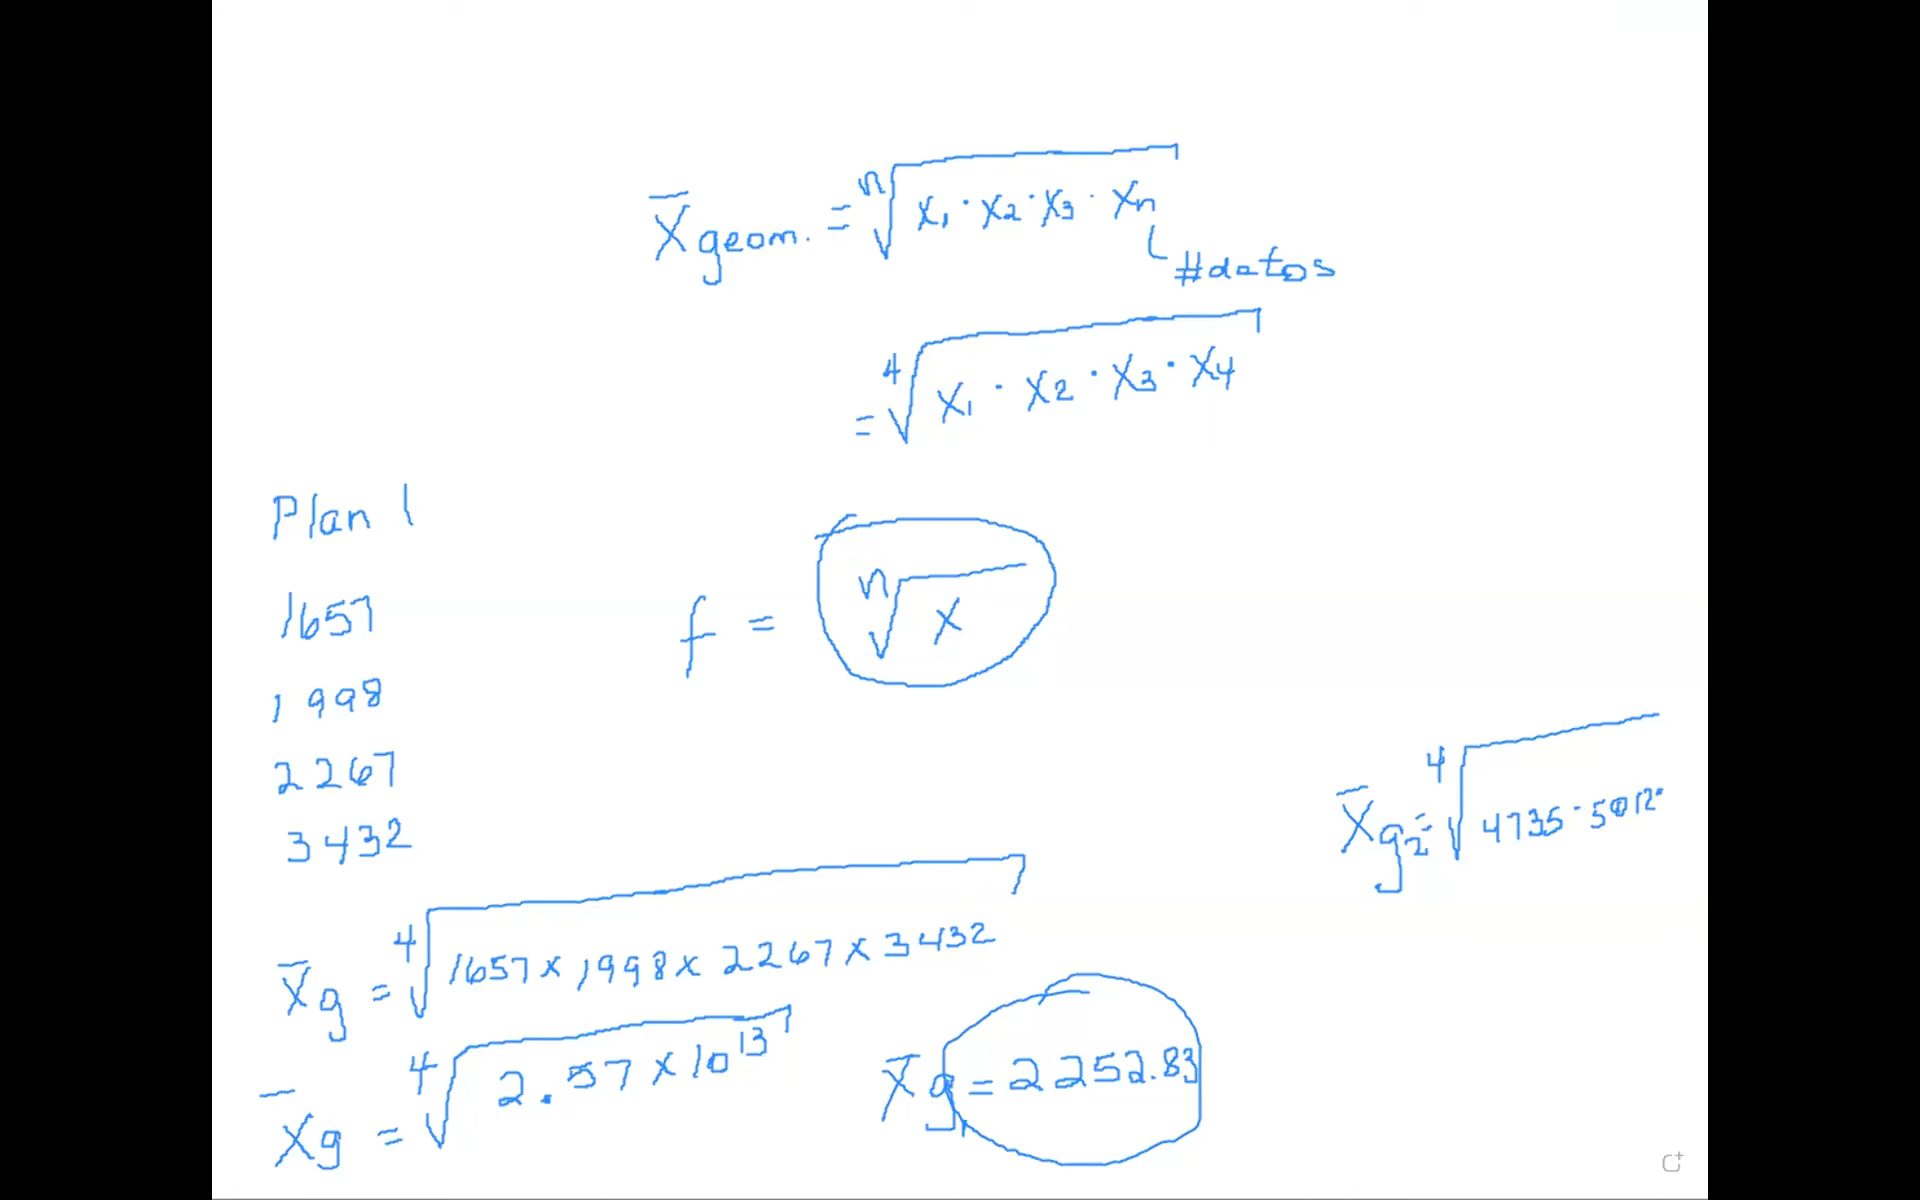 X̄ geom. = ⁿ√(x₁ · x₂ · x₃ · xₙ)
#datos
= ⁴√(x₁ · x₂ · x₃ · x₄)
Plan 1
1657
1998
2267
3432
f = ⁿ√x
X̄g₂ = ⁴√(4735 · 5012 ·
X̄g = ⁴√(1657 x 1998 x 2267 x 3432)
X̄g = ⁴√(2.57 x 10¹³)
X̄g₁ = 2252.83